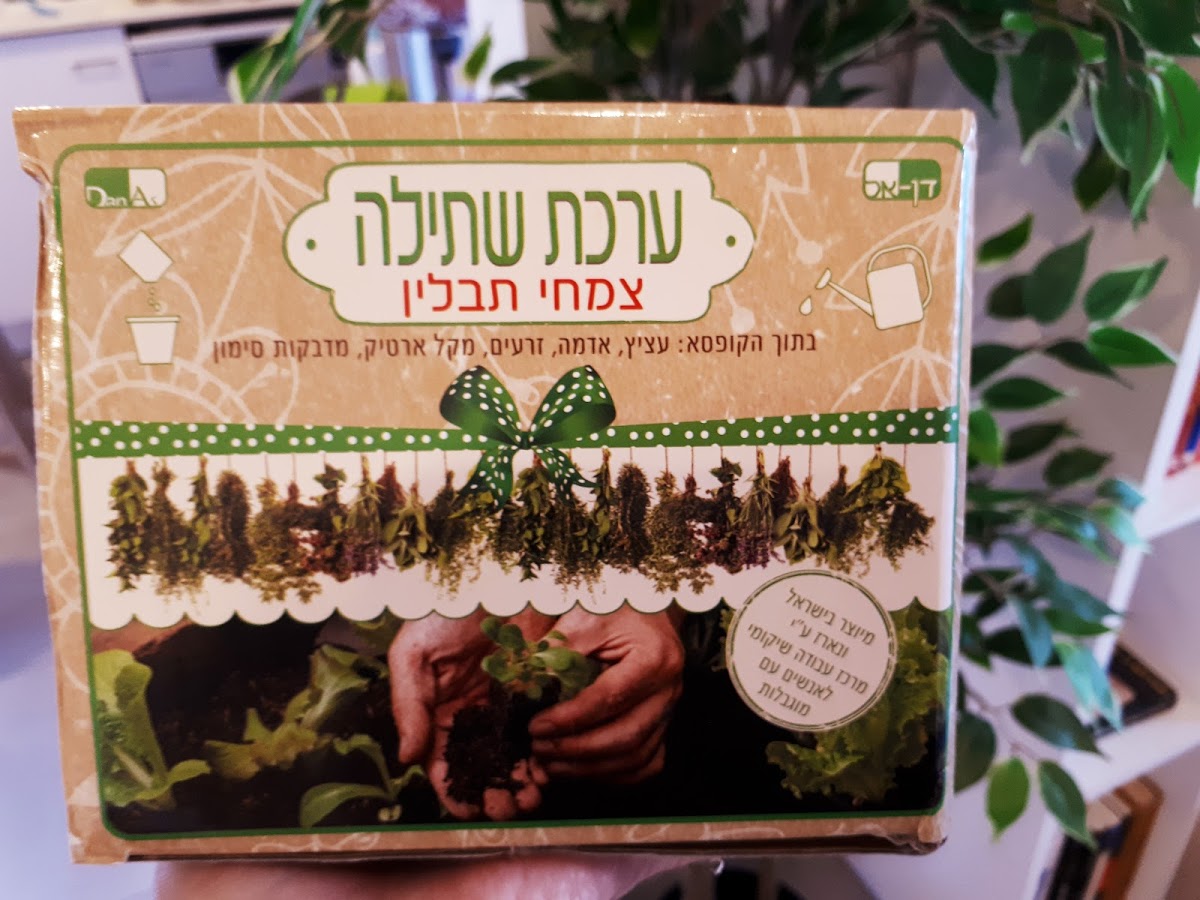 DanAl
דן-אל
ערכת שתילה
צמחי תבלין
בתוך הקופסא: עציץ, אדמה, זרעים, מקל ארטיק, מדבקות סימון
מיוצר בישראל
ונארז ע"י
מרכז עבודה שיקומי
לאנשים עם
מוגבלות